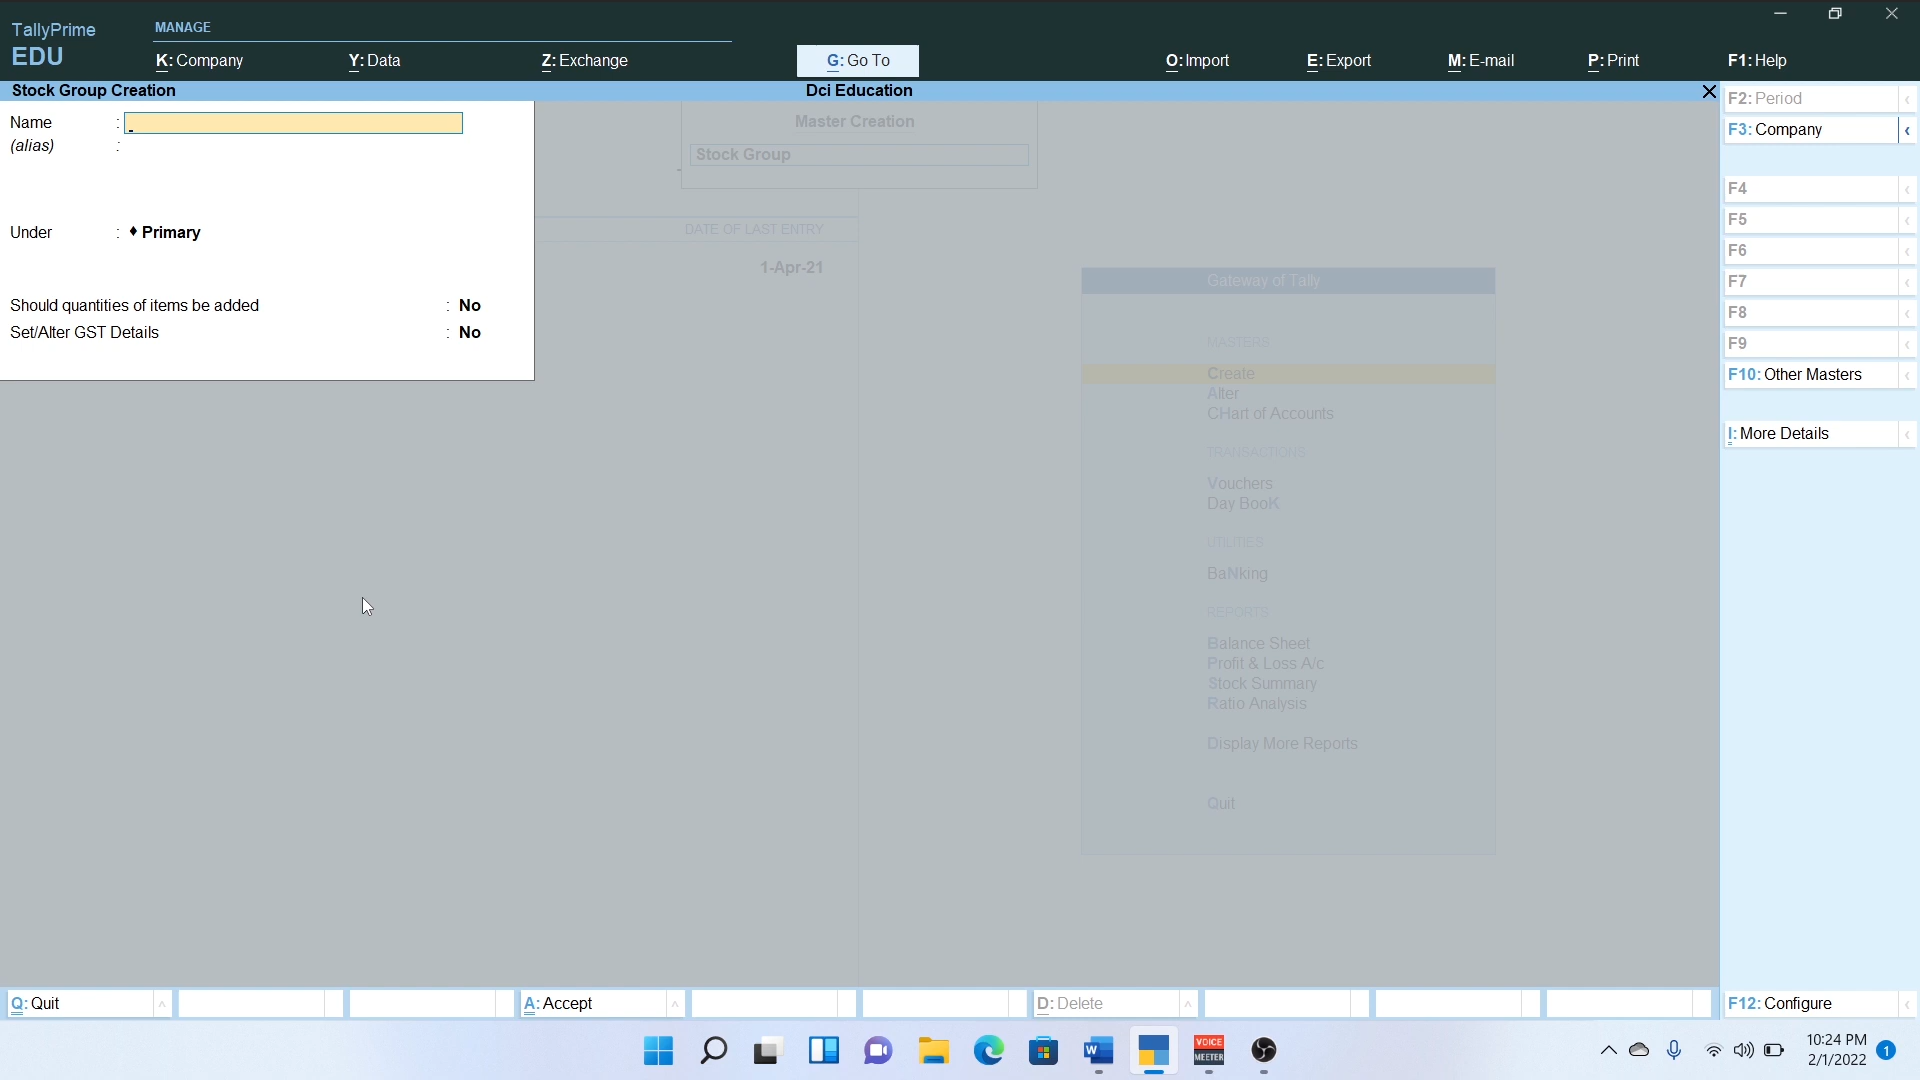 TallyPrime
EDU
MANAGE
K: Company
Y: Data
Z: Exchange
G: Go To
O: Import
E: Export
M: E-mail
P: Print
F1: Help
Stock Group Creation
Dci Education
Name :
(alias) :
Under : ♦ Primary
Should quantities of items be added : No
Set/Alter GST Details : No
Master Creation
Stock Group
DATE OF LAST ENTRY
1-Apr-21
Gateway of Tally
MASTERS
Create
Alter
CHart of Accounts
TRANSACTIONS
Vouchers
Day BooK
UTILITIES
BaNking
REPORTS
Balance Sheet
Profit & Loss A/c
Stock Summary
Ratio Analysis
Display More Reports
Quit
F2: Period
F3: Company
F4
F5
F6
F7
F8
F9
F10: Other Masters
I: More Details
F12: Configure
Q: Quit
A: Accept
D: Delete
VOICE
MEETER
10:24 PM
2/1/2022
1